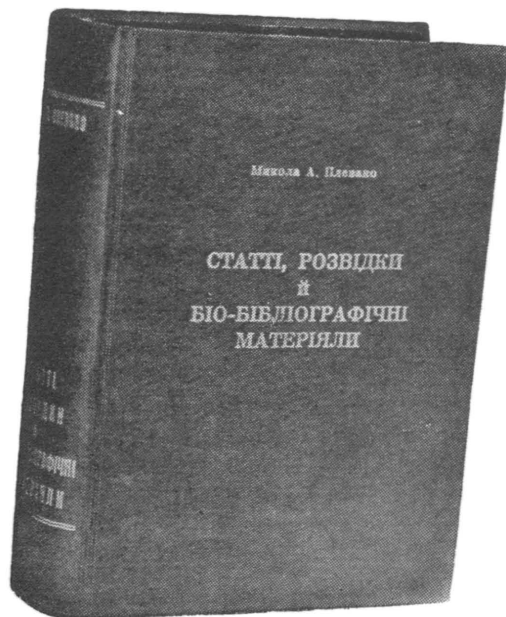 Микола А. Плевако
СТАТТІ, РОЗВІДКИ
й
БІО-БІБЛІОГРАФІЧНІ
МАТЕРІЯЛИ